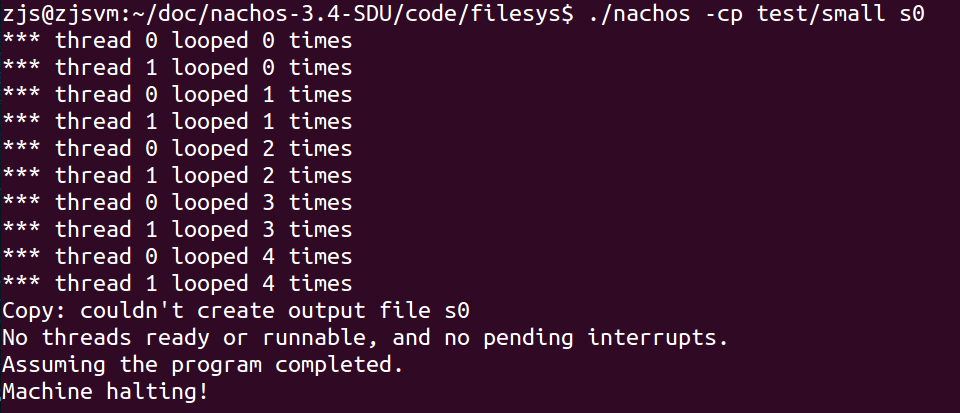 zjs@zjsvm:~/doc/nachos-3.4-SDU/code/filesys$ ./nachos -cp test/small s0
*** thread 0 looped 0 times
*** thread 1 looped 0 times
*** thread 0 looped 1 times
*** thread 1 looped 1 times
*** thread 0 looped 2 times
*** thread 1 looped 2 times
*** thread 0 looped 3 times
*** thread 1 looped 3 times
*** thread 0 looped 4 times
*** thread 1 looped 4 times
Copy: couldn't create output file s0
No threads ready or runnable, and no pending interrupts.
Assuming the program completed.
Machine halting!